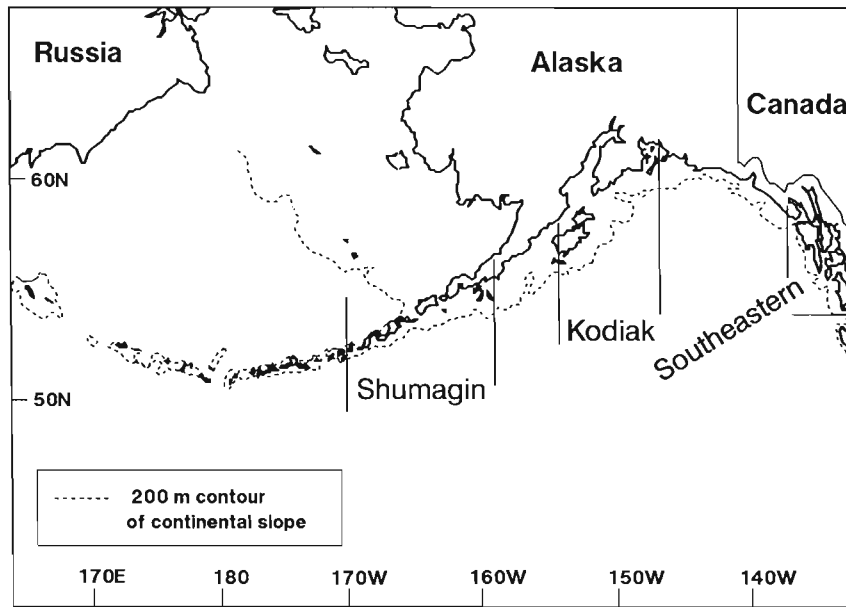 Russia
Alaska
Canada
60N
Kodiak
Southeastern
Shumagin
50N
200 m contour
of continental slope
170E 180 170W 160W 150W 140W